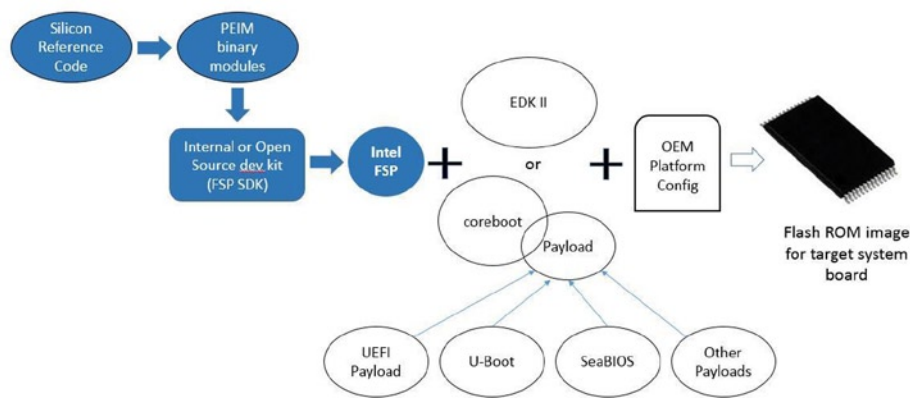 Silicon
Reference
Code
PEIM
binary
modules
Internal or Open
Source dev kit
(FSP SDK)
Intel
FSP
EDK II
or
coreboot
Payload
OEM
Platform
Config
Flash ROM image
for target system
board
UEFI
Payload
U-Boot
SeaBIOS
Other
Payloads